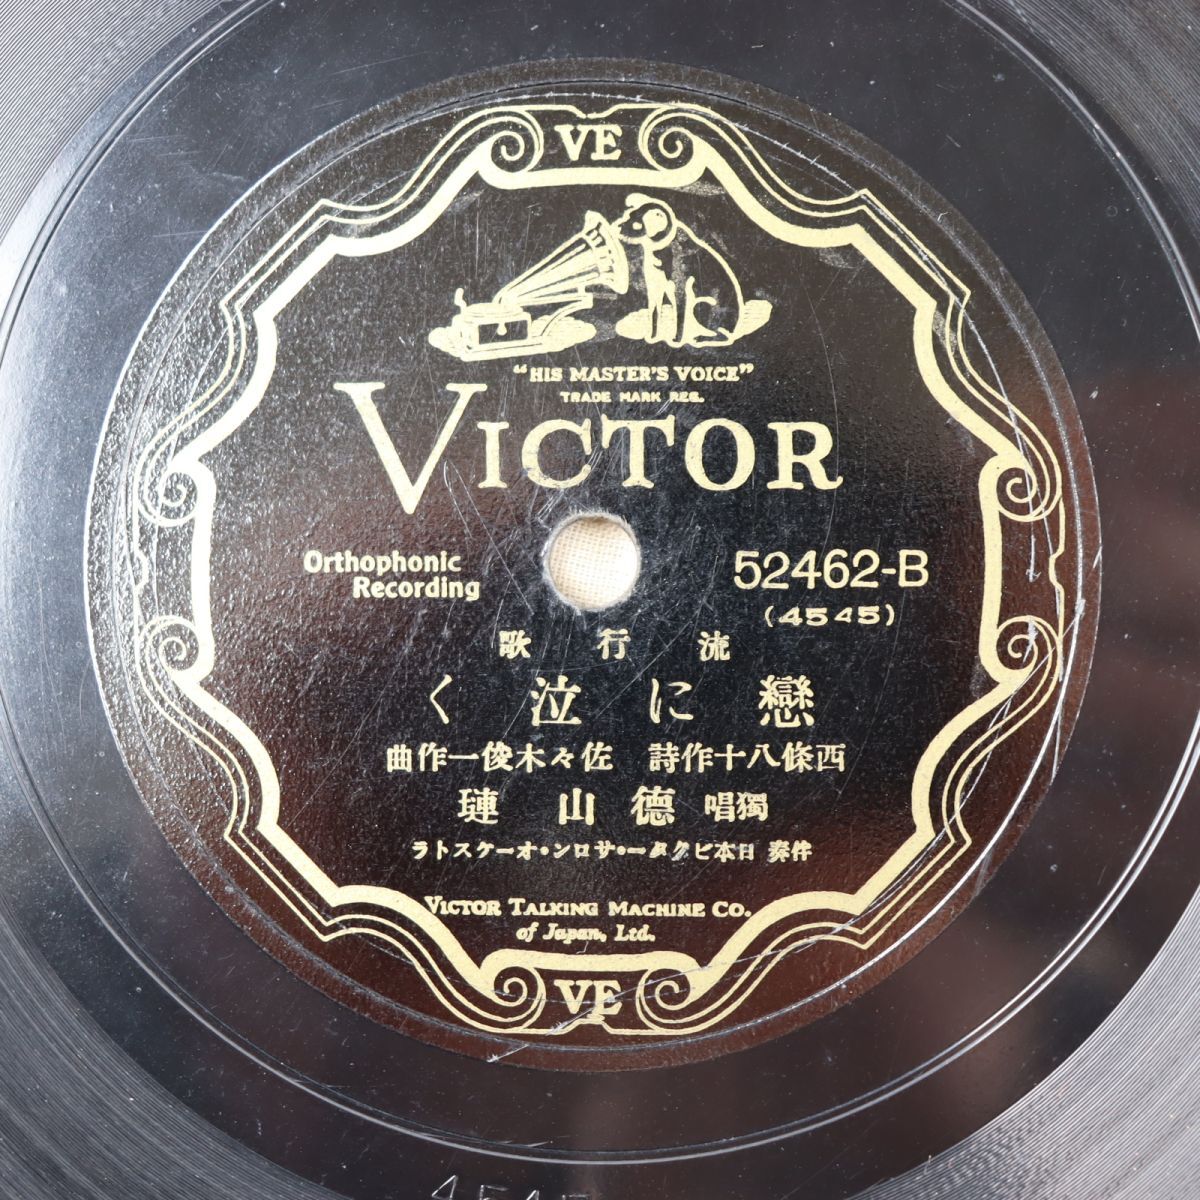 VE
"HIS MASTER'S VOICE"
TRADE MARK REG.
VICTOR
Orthophonic
Recording
52462-B
(4545)
流行歌
戀に泣く
西條八十作詩 佐々木俊一作曲
獨唱 德山璉
伴奏 日本ビクター・サロン・オーケストラ
VICTOR TALKING MACHINE CO.
of Japan, Ltd.
VE